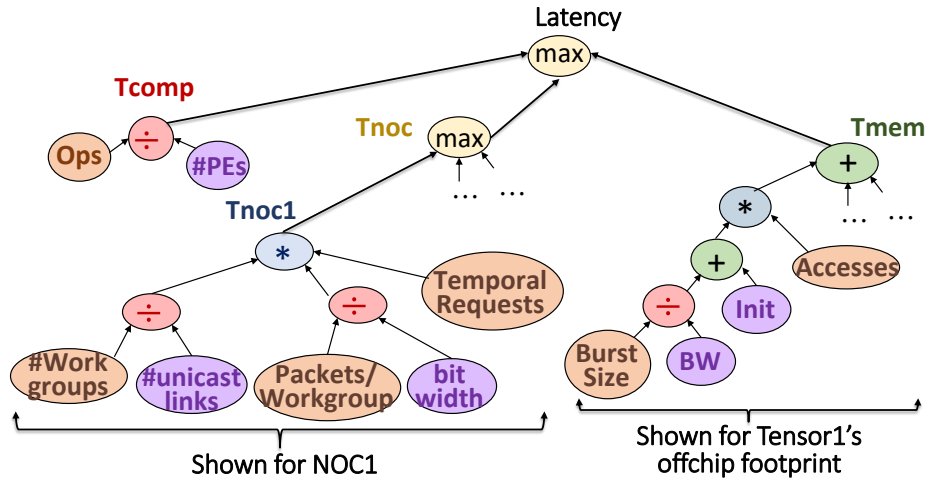 Latency
max
Tcomp
÷
Ops
#PEs
Tnoc
max
... ...
Tmem
+
... ...
Tnoc1
*
Temporal
Requests
÷
÷
#Work
groups
#unicast
links
Packets/
Workgroup
bit
width
*
+
Accesses
÷
Init
Burst
Size
BW
Shown for NOC1
Shown for Tensor1's
offchip footprint